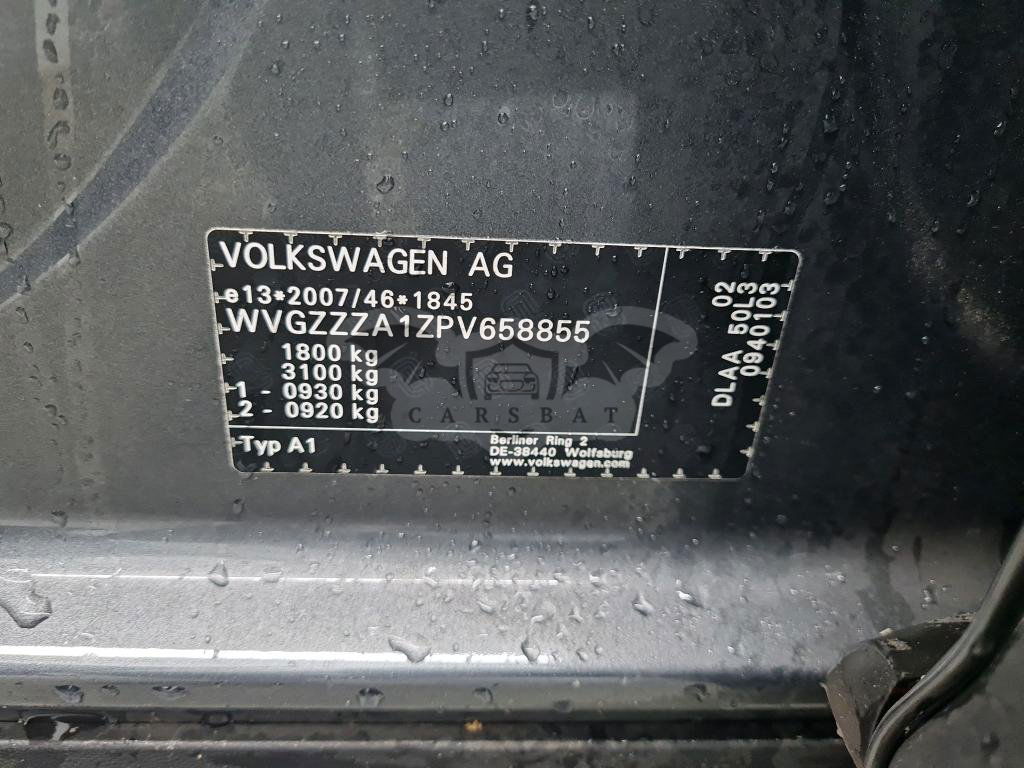 VOLKSWAGEN AG
e13*2007/46*1845
WVGZZZA1ZPV658855
1800 kg
3100 kg
1 - 0930 kg
2 - 0920 kg
Typ A1
Berliner Ring 2
DE-38440 Wolfsburg
www.volkswagen.com
DLAA 50L3 02
0940103
CARSBAT